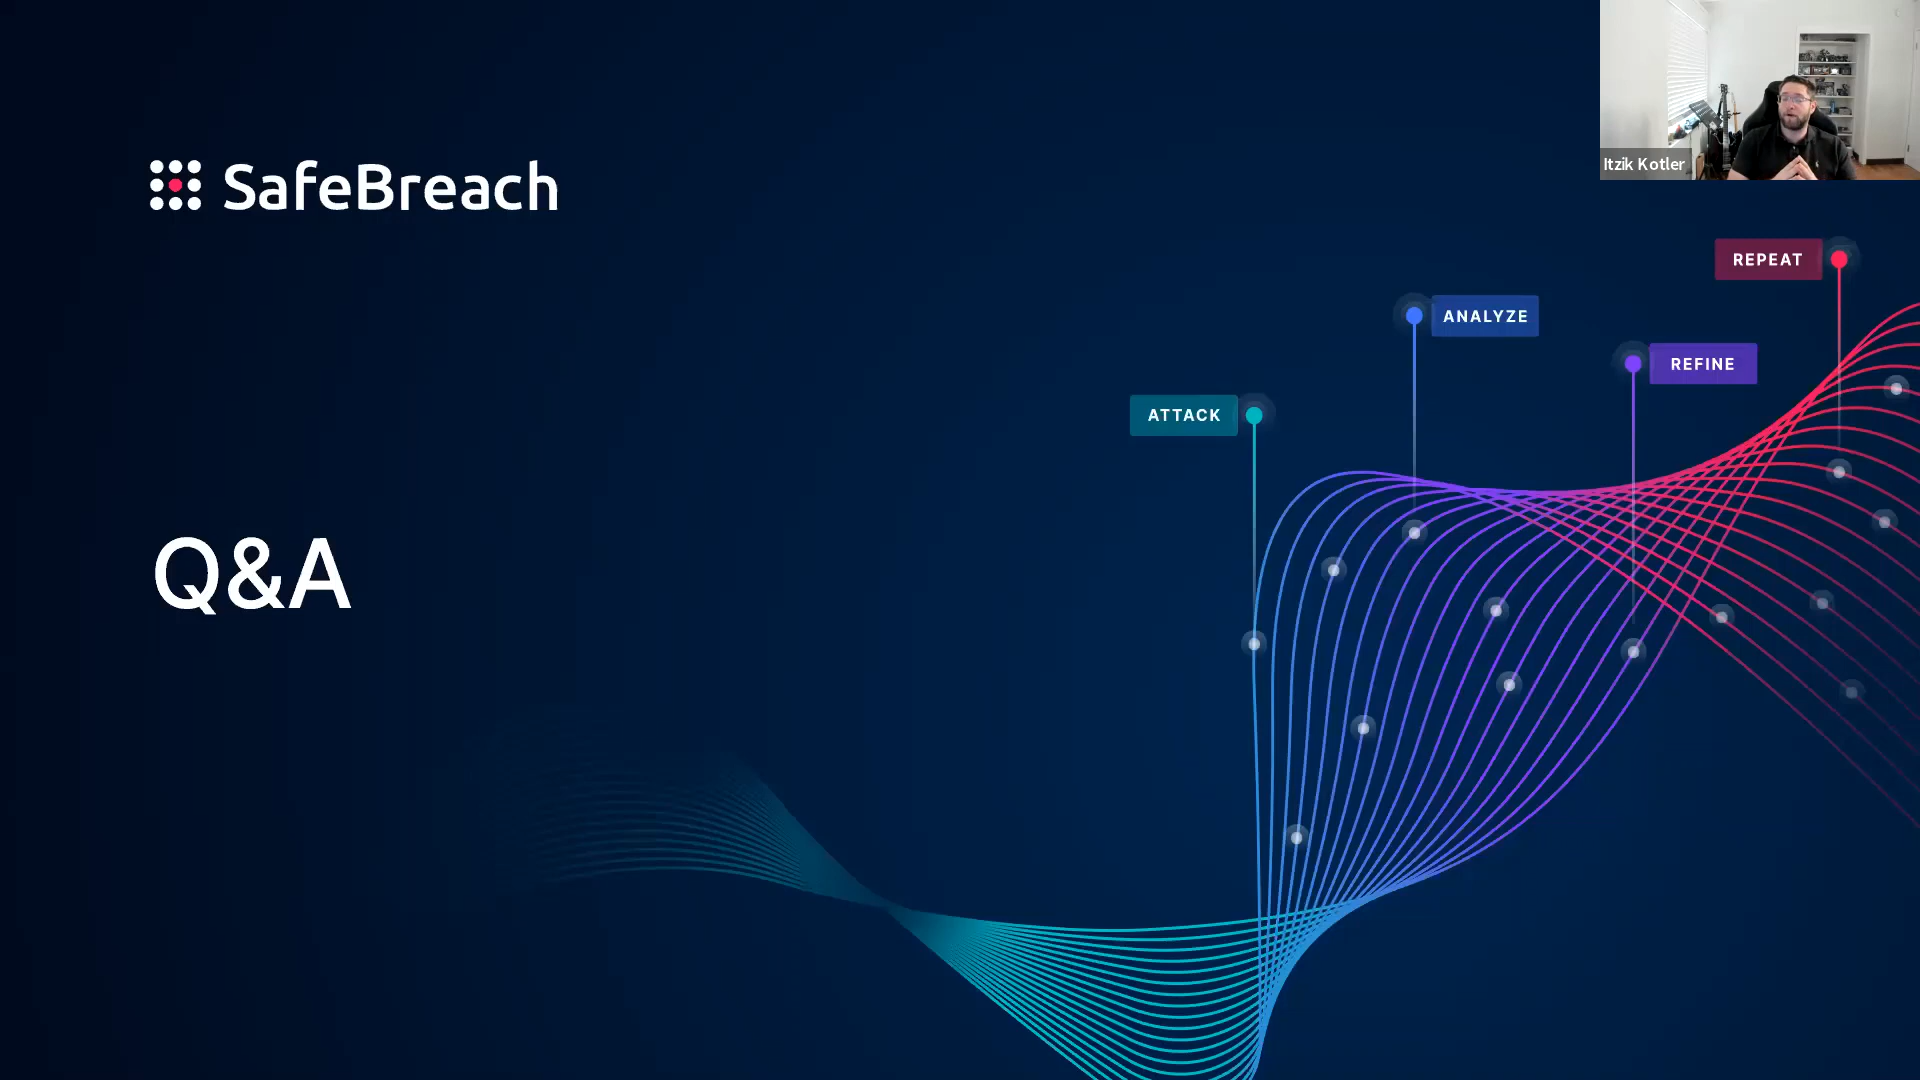 Itzik Kotler
SafeBreach
REPEAT
ANALYZE
REFINE
ATTACK
Q&A